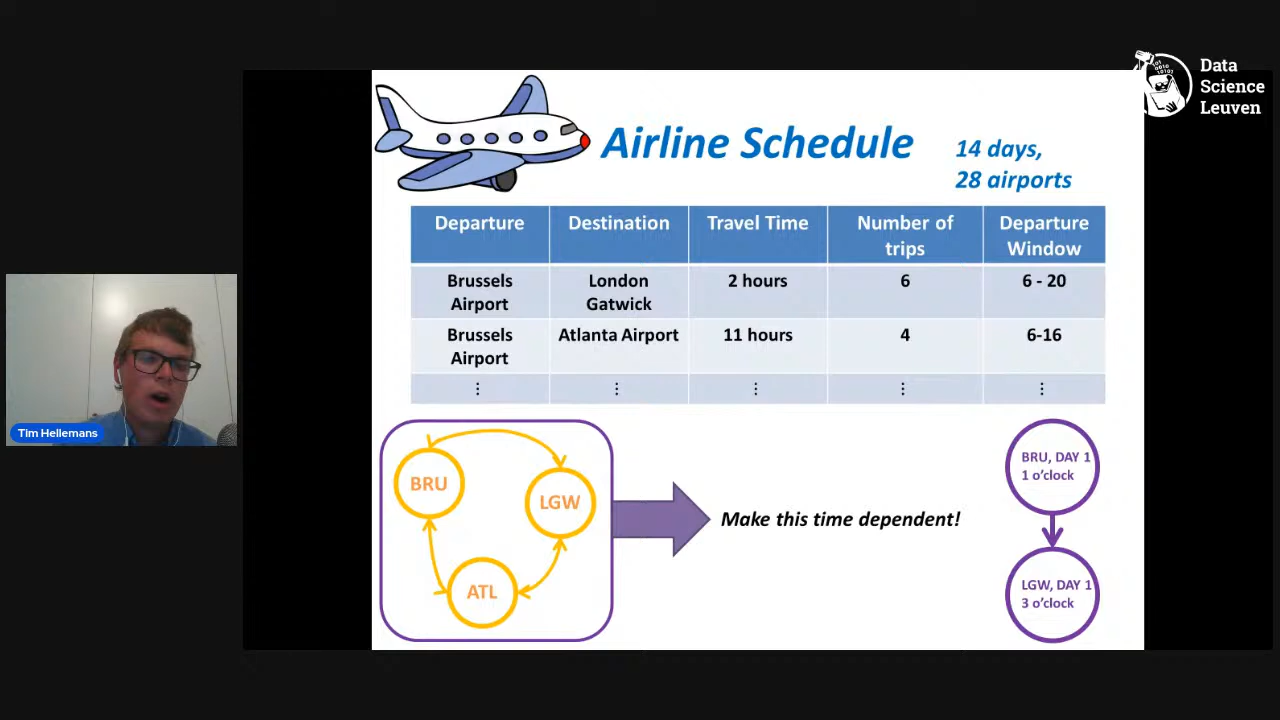 Data
Science
Leuven
Airline Schedule
14 days,
28 airports
Departure
Destination
Travel Time
Number of
trips
Departure
Window
Brussels
Airport
London
Gatwick
2 hours
6
6 - 20
Brussels
Airport
Atlanta Airport
11 hours
4
6-16
Tim Hellemans
BRU
LGW
ATL
Make this time dependent!
BRU, DAY 1
1 o'clock
LGW, DAY 1
3 o'clock